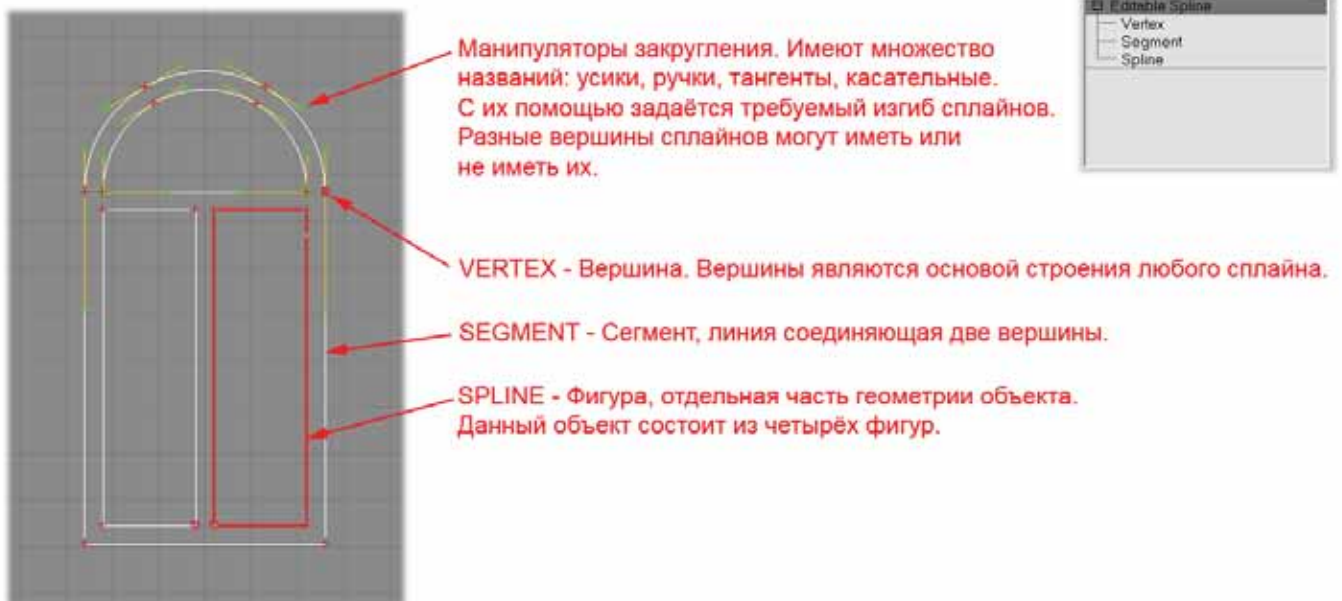 Editable Spline
Vertex
Segment
Spline
Манипуляторы закругления. Имеют множество
названий: усики, ручки, тангенты, касательные.
С их помощью задаётся требуемый изгиб сплайнов.
Разные вершины сплайнов могут иметь или
не иметь их.
VERTEX - Вершина. Вершины являются основой строения любого сплайна.
SEGMENT - Сегмент, линия соединяющая две вершины.
SPLINE - Фигура, отдельная часть геометрии объекта.
Данный объект состоит из четырёх фигур.